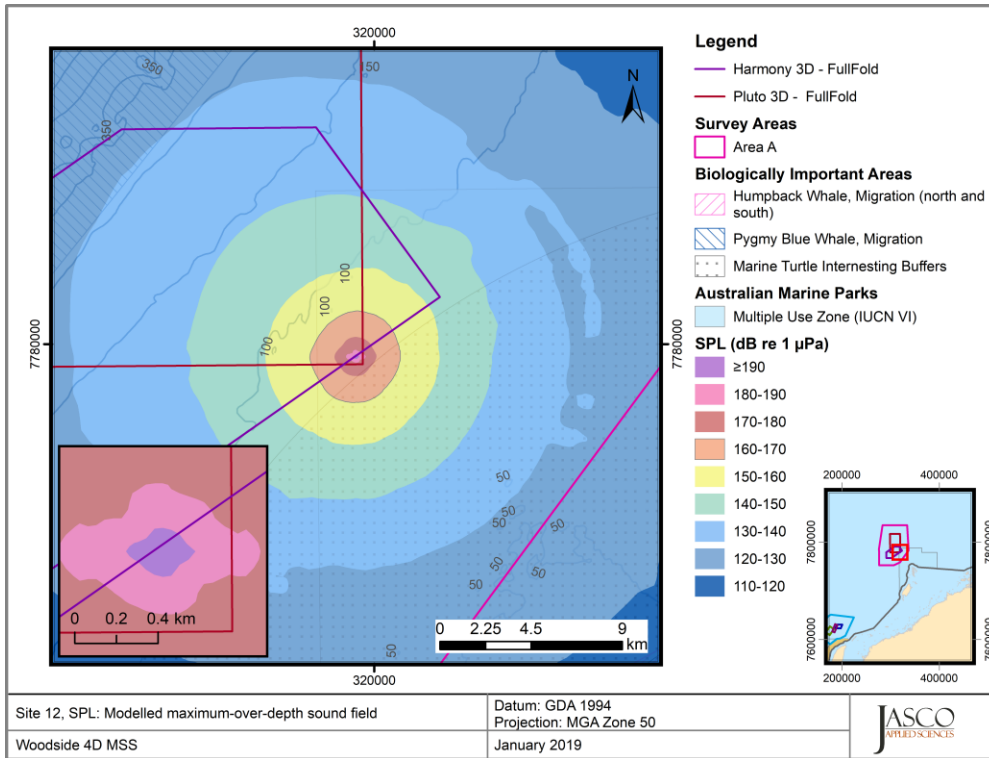 320000
350
350
150
N
100
100
100
7780000
7780000
50
50
50
50
50
50
50
50
0 0.2 0.4 km
0 2.25 4.5 9
km
320000
Legend
Harmony 3D - FullFold
Pluto 3D - FullFold
Survey Areas
Area A
Biologically Important Areas
Humpback Whale, Migration (north and
south)
Pygmy Blue Whale, Migration
Marine Turtle Internesting Buffers
Australian Marine Parks
Multiple Use Zone (IUCN VI)
SPL (dB re 1 µPa)
≥190
180-190
170-180
160-170
150-160
140-150
130-140
120-130
110-120
200000 400000
7800000
7800000
7600000
7600000
200000 400000
Site 12, SPL: Modelled maximum-over-depth sound field
Datum: GDA 1994
Projection: MGA Zone 50
Woodside 4D MSS
January 2019
JASCO
APPLIED SCIENCES